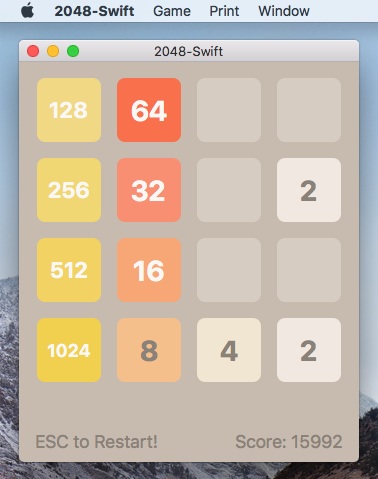 2048-Swift Game Print Window
2048-Swift
128 64
256 32 2
512 16
1024 8 4 2
ESC to Restart! Score: 15992